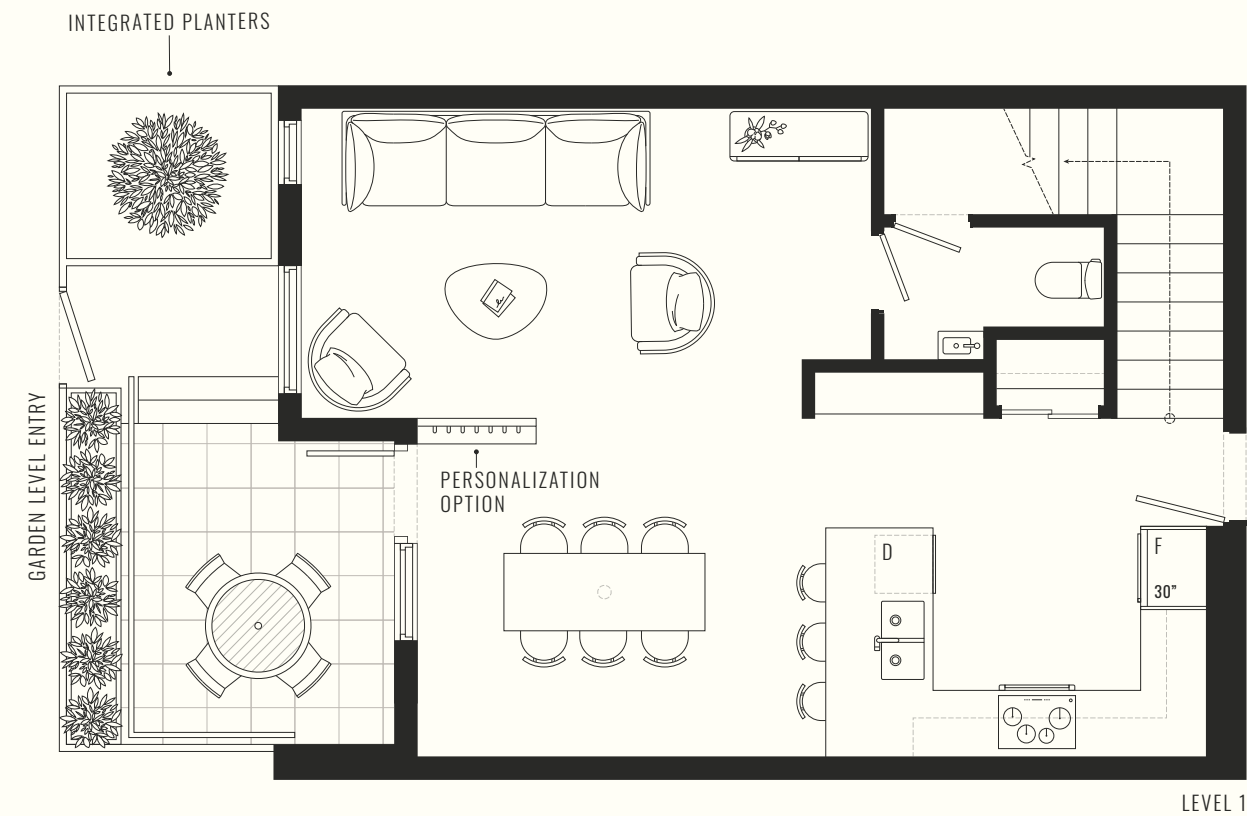 INTEGRATED PLANTERS
GARDEN LEVEL ENTRY
PERSONALIZATION
OPTION
D
F
30”
LEVEL 1